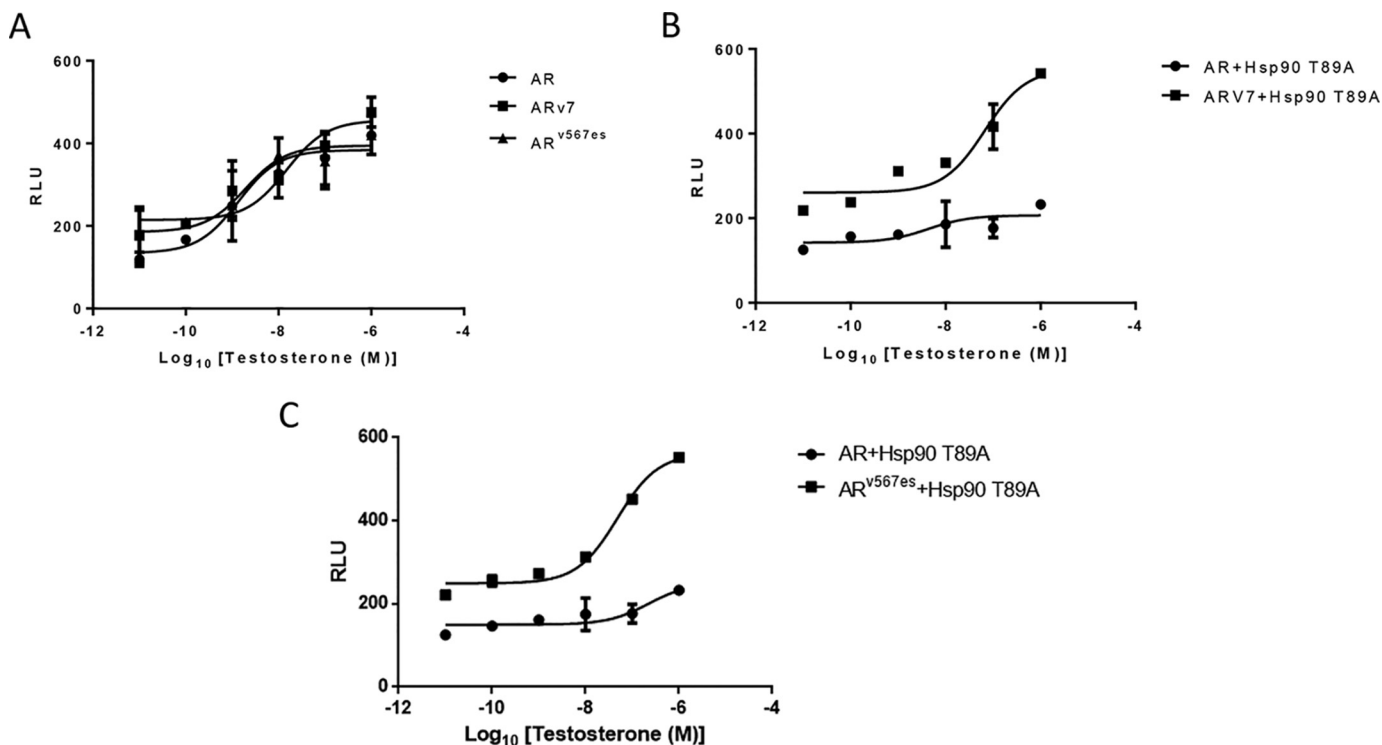 A
600
400
200
0
RLU
-12
-10
-8
-6
-4
Log10 [Testosterone (M)]
AR
ARv7
ARv567es
B
600
400
200
0
RLU
-12
-10
-8
-6
-4
Log10 [Testosterone (M)]
AR+Hsp90 T89A
ARV7+Hsp90 T89A
C
600
400
200
0
RLU
-12
-10
-8
-6
-4
Log10 [Testosterone (M)]
AR+Hsp90 T89A
ARv567es+Hsp90 T89A